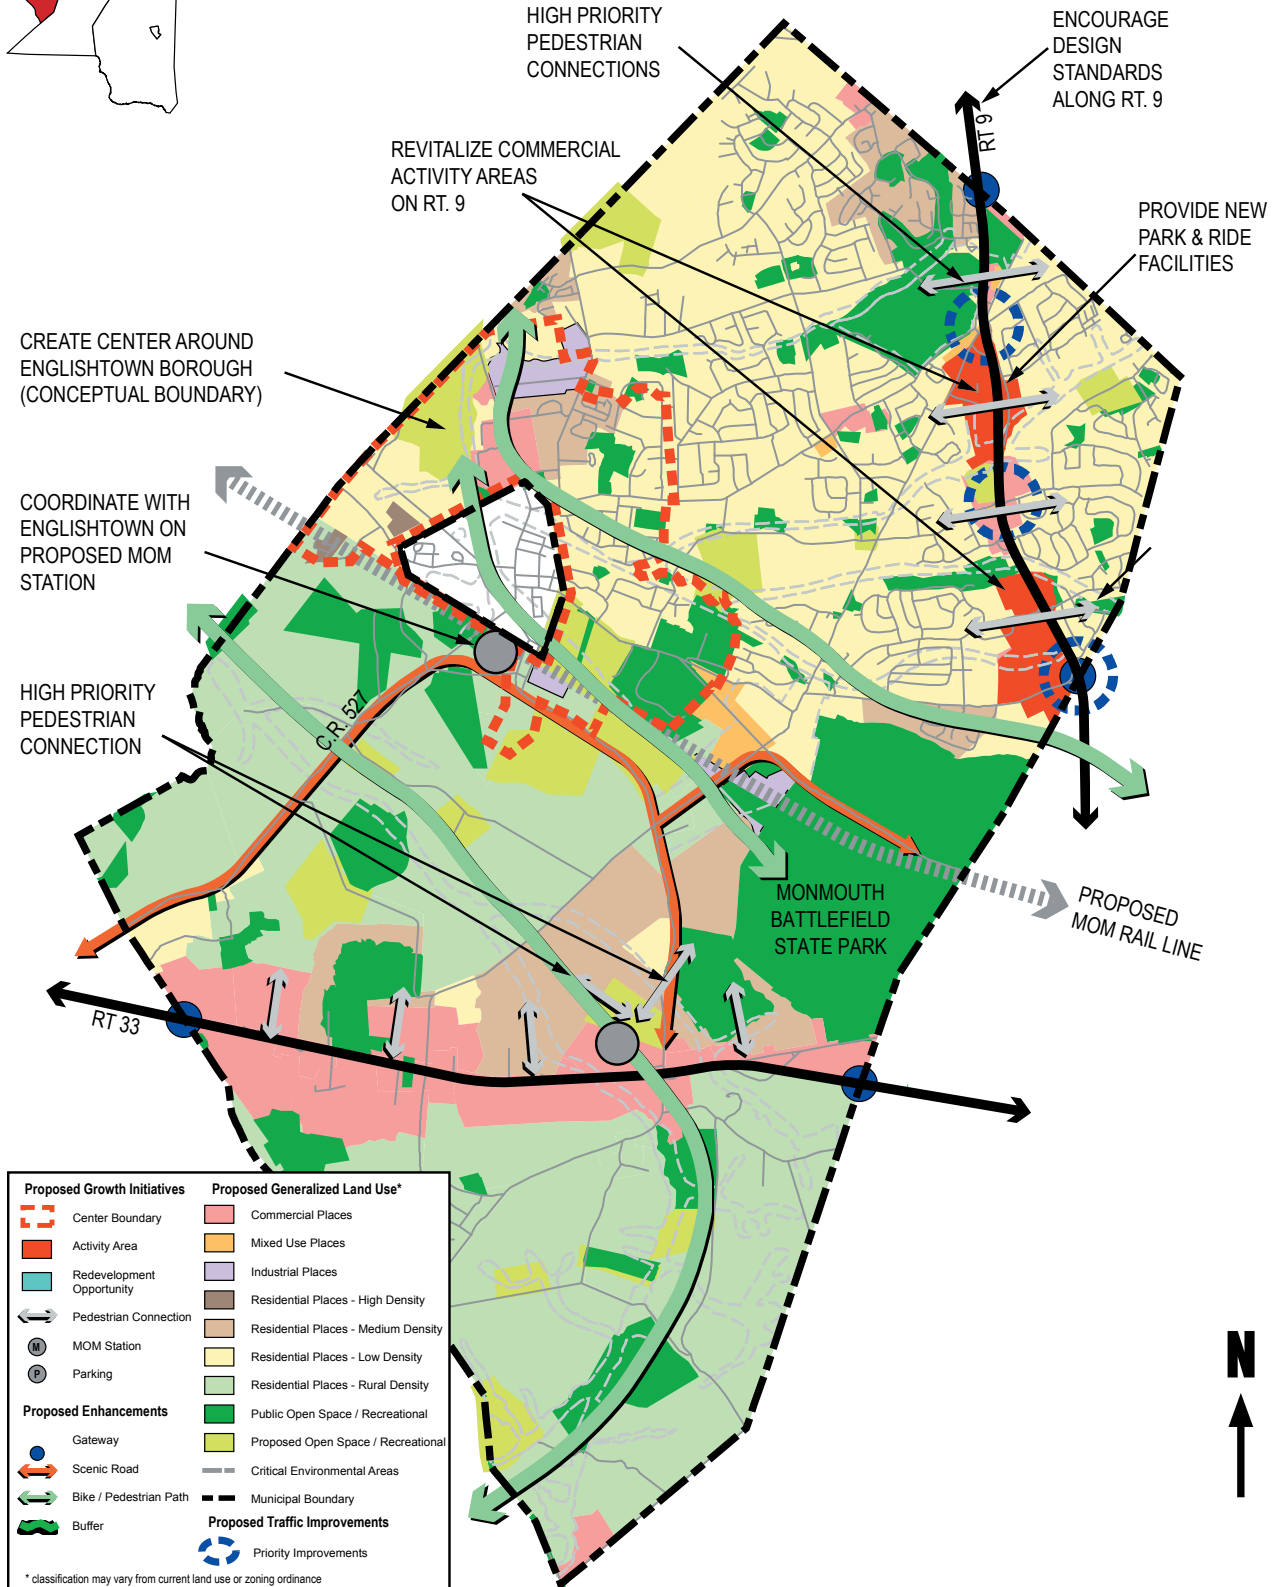 HIGH PRIORITY
PEDESTRIAN
CONNECTIONS
ENCOURAGE
DESIGN
STANDARDS
ALONG RT. 9
RT 9
REVITALIZE COMMERCIAL
ACTIVITY AREAS
ON RT. 9
PROVIDE NEW
PARK & RIDE
FACILITIES
CREATE CENTER AROUND
ENGLISHTOWN BOROUGH
(CONCEPTUAL BOUNDARY)
COORDINATE WITH
ENGLISHTOWN ON
PROPOSED MOM
STATION
HIGH PRIORITY
PEDESTRIAN
CONNECTION
C.R. 527
MONMOUTH
BATTLEFIELD
STATE PARK
PROPOSED
MOM RAIL LINE
RT 33
Proposed Growth Initiatives
Center Boundary
Activity Area
Redevelopment
Opportunity
Pedestrian Connection
M
MOM Station
P
Parking
Proposed Enhancements
Gateway
Scenic Road
Bike / Pedestrian Path
Buffer
Proposed Generalized Land Use*
Commercial Places
Mixed Use Places
Industrial Places
Residential Places - High Density
Residential Places - Medium Density
Residential Places - Low Density
Residential Places - Rural Density
Public Open Space / Recreational
Proposed Open Space / Recreational
Critical Environmental Areas
Municipal Boundary
Proposed Traffic Improvements
Priority Improvements
* classification may vary from current land use or zoning ordinance
N